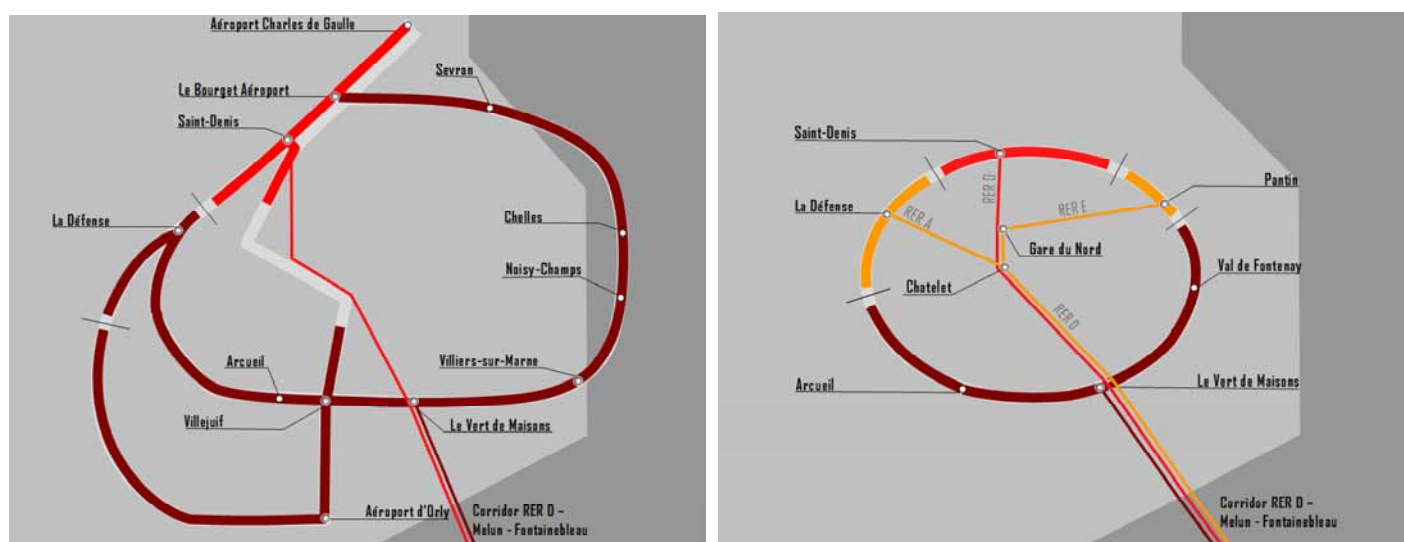 Aéroport Charles de Gaulle
Sevran
Le Bourget Aéroport
Saint-Denis
La Défense
Chelles
Noisy-Champs
Arcueil
Villiers-sur-Marne
Villejuif
Le Vert de Maisons
Aéroport d'Orly
Corridor RER D –
Melun - Fontainebleau
Saint-Denis
Pantin
RER D
La Défense
RER A
RER E
Gare du Nord
Val de Fontenay
Chatelet
RER D
Arcueil
Le Vert de Maisons
Corridor RER D –
Melun - Fontainebleau